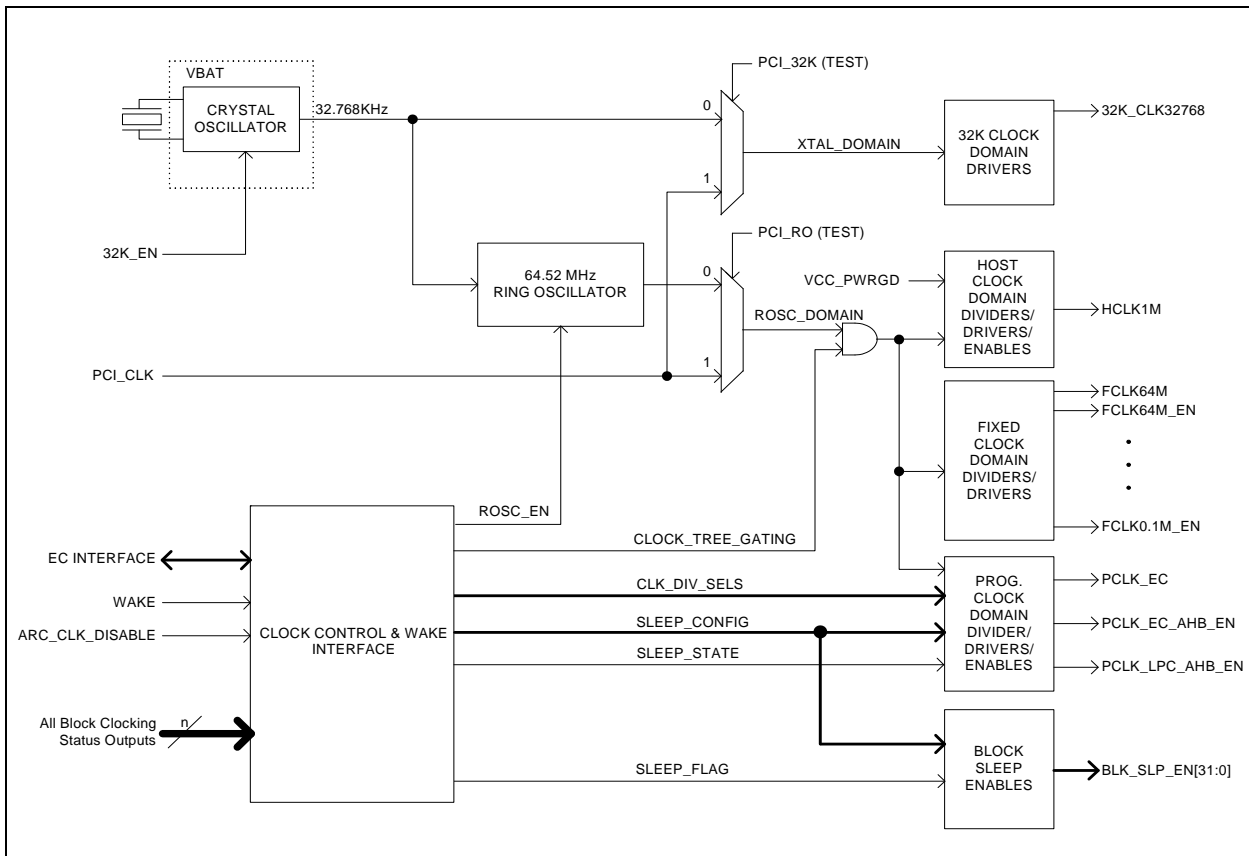 VBAT
CRYSTAL
OSCILLATOR
32.768KHz
32K_EN
PCI_CLK
64.52 MHz
RING OSCILLATOR
PCI_32K (TEST)
0
1
XTAL_DOMAIN
32K CLOCK
DOMAIN
DRIVERS
32K_CLK32768
PCI_RO (TEST)
0
1
ROSC_DOMAIN
VCC_PWRGD
HOST
CLOCK
DOMAIN
DIVIDERS/
DRIVERS/
ENABLES
HCLK1M
FIXED
CLOCK
DOMAIN
DIVIDERS/
DRIVERS
FCLK64M
FCLK64M_EN
FCLK0.1M_EN
EC INTERFACE
WAKE
ARC_CLK_DISABLE
All Block Clocking
Status Outputs
n
CLOCK CONTROL & WAKE
INTERFACE
ROSC_EN
CLOCK_TREE_GATING
CLK_DIV_SELS
SLEEP_CONFIG
SLEEP_STATE
SLEEP_FLAG
PROG.
CLOCK
DOMAIN
DIVIDER/
DRIVERS/
ENABLES
PCLK_EC
PCLK_EC_AHB_EN
PCLK_LPC_AHB_EN
BLOCK
SLEEP
ENABLES
BLK_SLP_EN[31:0]